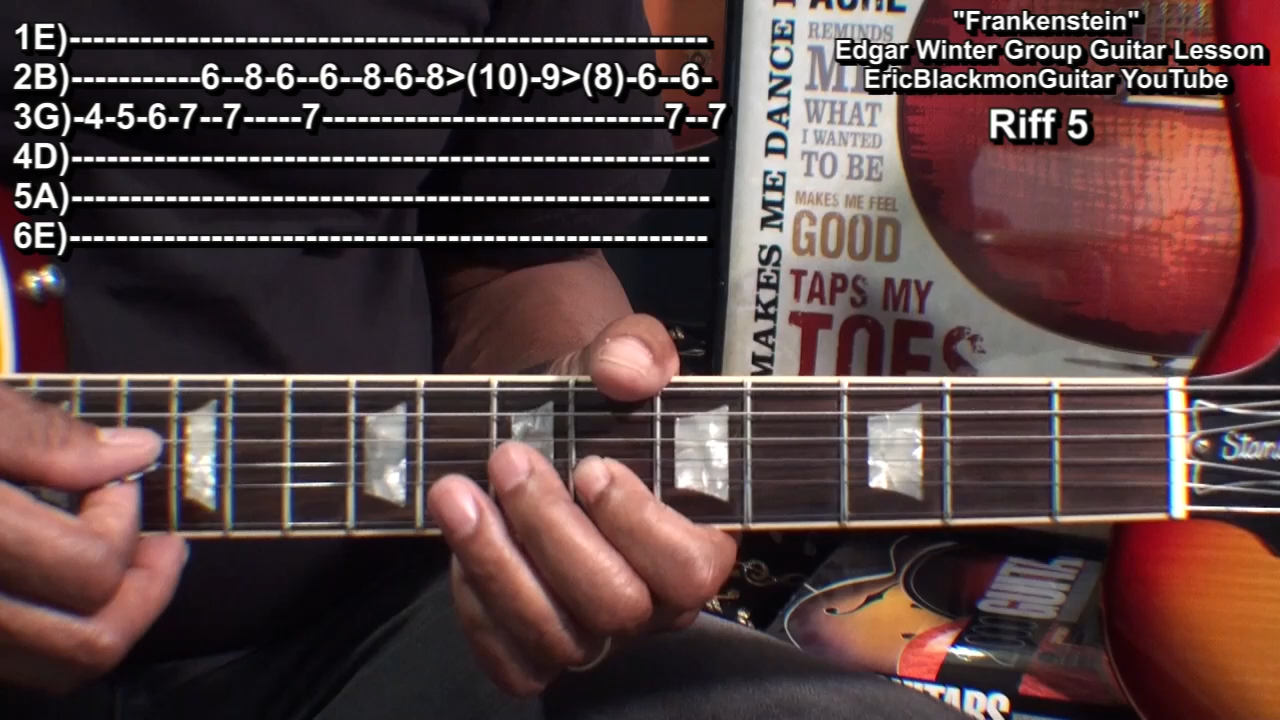 1E)------------------------------------------------------
2B)-----------6--8-6--6--8-6-8>(10)-9>(8)-6--6-
3G)-4-5-6-7--7-----7-----------------------------7--7
4D)------------------------------------------------------
5A)------------------------------------------------------
6E)------------------------------------------------------
"Frankenstein"
Edgar Winter Group Guitar Lesson
EricBlackmonGuitar YouTube
Riff 5
MAKES ME DANCE
REMINDS
WHAT
I WANTED
TO BE
MAKES ME FEEL
GOOD
TAPS MY
TOES
GUITARS